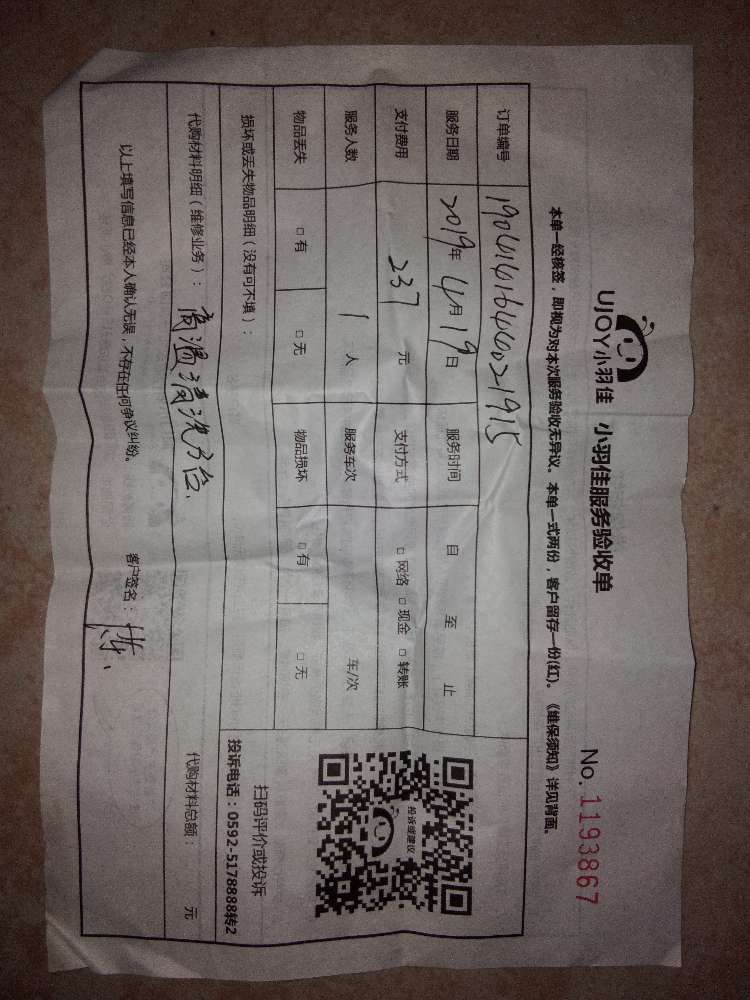 UJOY小羽佳 小羽佳服务验收单
No. 1193867
本单一经核签，即视为对本次服务验收无异议。本单一式两份，客户留存一份(红)。《维保须知》详见背面。
订单编号
服务日期 2019年 4月 19日 服务时间 自 至 止
支付费用 237 元 支付方式 □网络 □现金 □转账
服务人数 1 人 服务车次 车/次
物品丢失 □有 □无 物品损坏 □有 □无
投诉或建议
扫码评价或投诉
投诉电话：0592-5178888转2
损坏或丢失物品明细（没有可不填）：
代购材料明细（维修业务）： 高温清洗3台 代购材料总额： 元
以上填写信息已经本人确认无误，不存在任何争议纠纷。 客户签名：